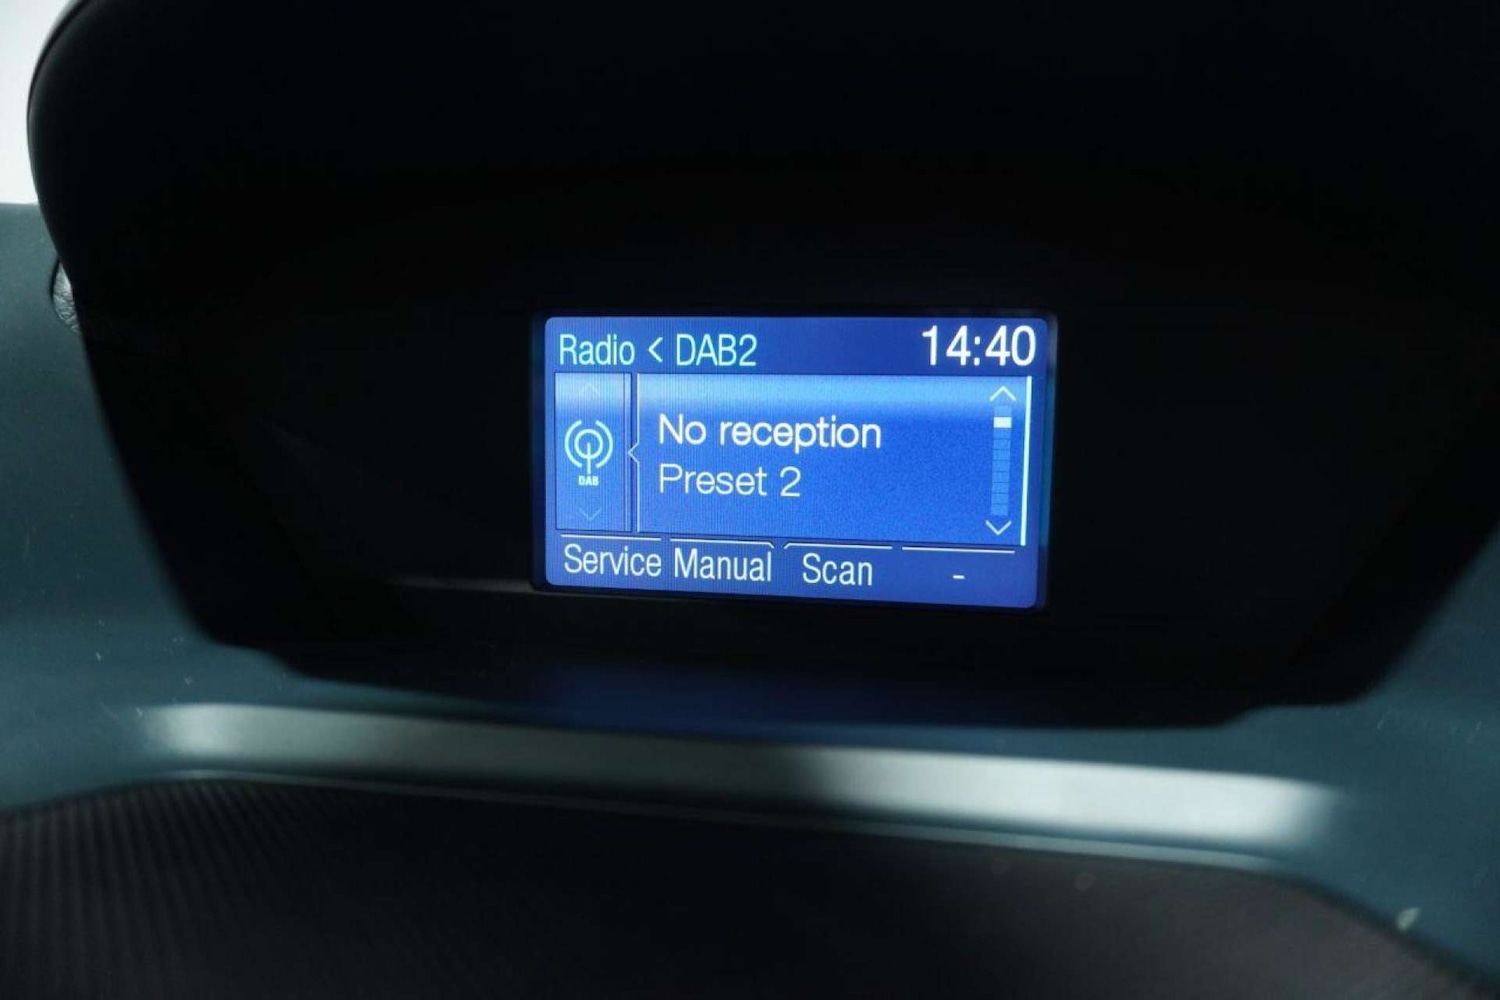 Radio < DAB2 14:40
DAB
No reception
Preset 2
Service Manual Scan -